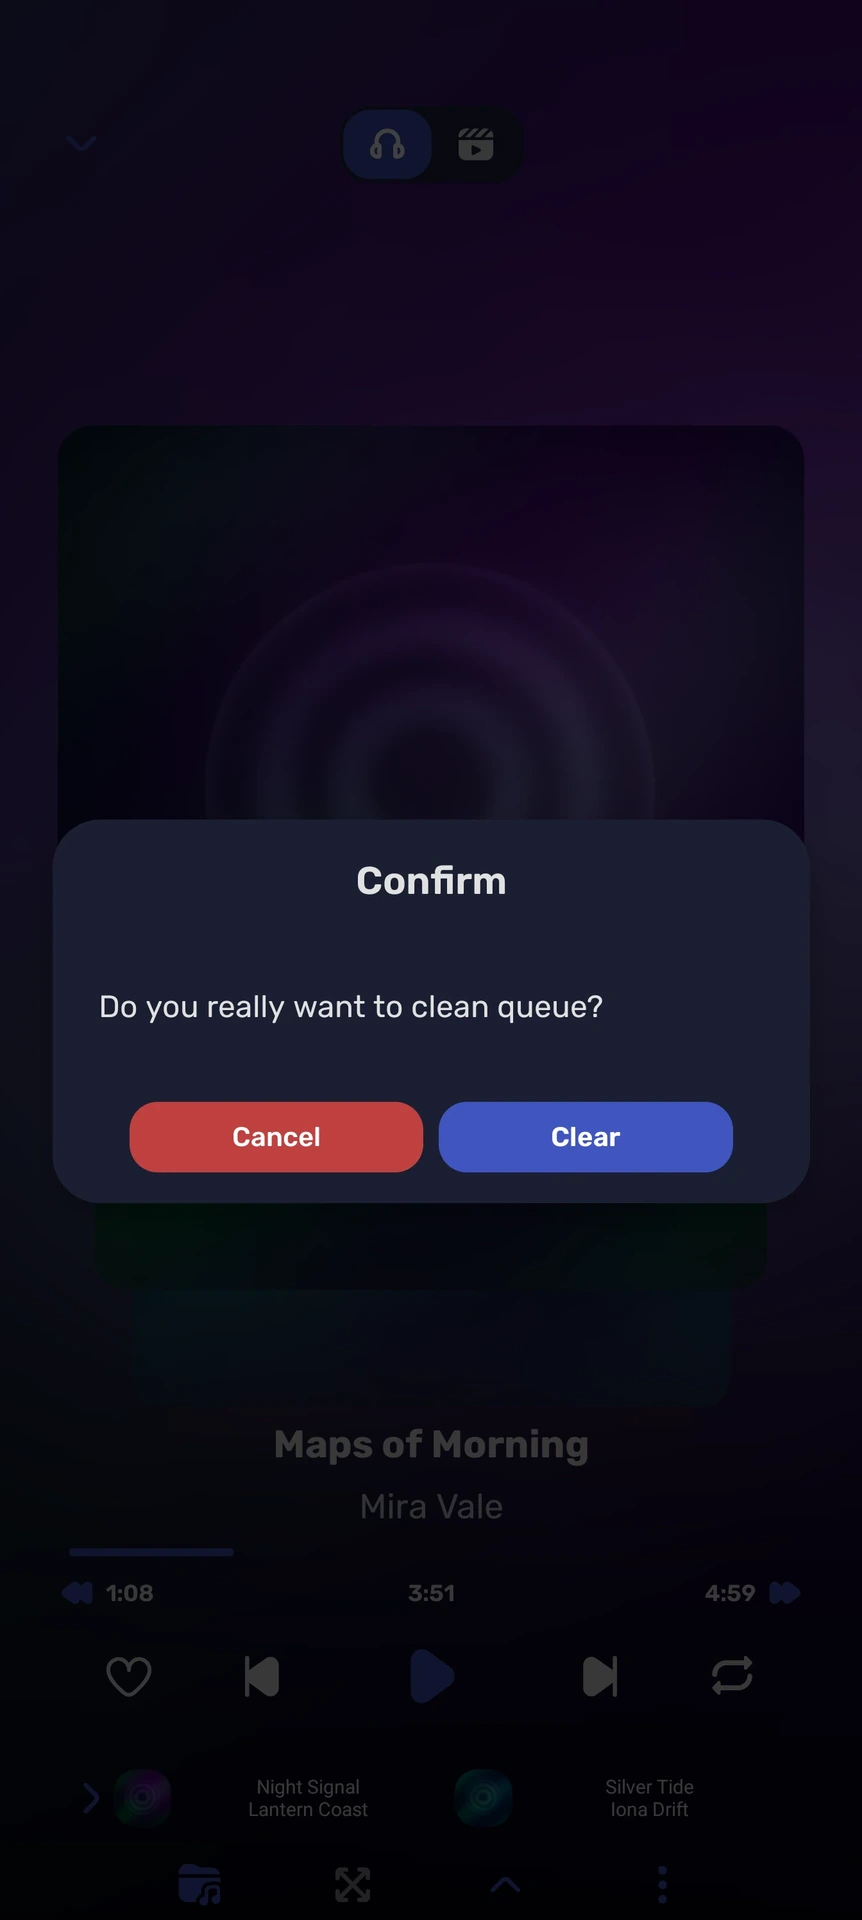 Confirm
Do you really want to clean queue?
Cancel
Clear
Maps of Morning
Mira Vale
1:08
3:51
4:59
Night Signal
Lantern Coast
Silver Tide
Iona Drift